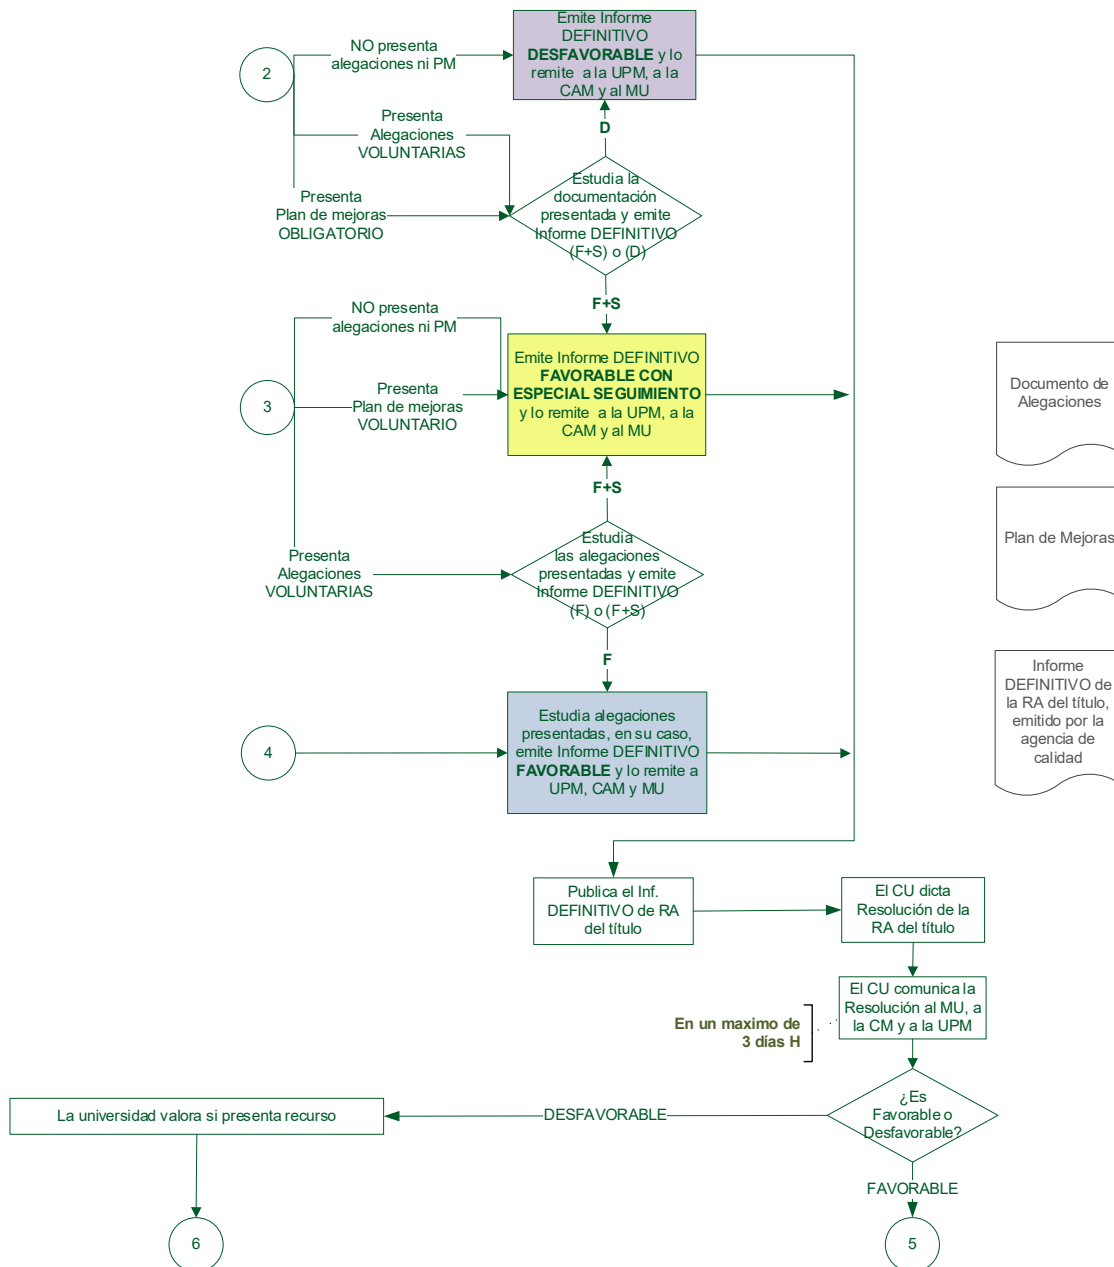 Emite Informe
DEFINITIVO
DESFAVORABLE y lo
remite a la UPM, a la
CAM y al MU
NO presenta
alegaciones ni PM
2
Presenta
Alegaciones
VOLUNTARIAS
D
Estudia la
documentación
presentada y emite
Informe DEFINITIVO
(F+S) o (D)
Presenta
Plan de mejoras
OBLIGATORIO
F+S
NO presenta
alegaciones ni PM
Emite Informe DEFINITIVO
FAVORABLE CON
ESPECIAL SEGUIMIENTO
y lo remite a la UPM, a la
CAM y al MU
3
Presenta
Plan de mejoras
VOLUNTARIO
Documento de
Alegaciones
F+S
Plan de Mejoras
Estudia
las alegaciones
presentadas y emite
Informe DEFINITIVO
(F) o (F+S)
Presenta
Alegaciones
VOLUNTARIAS
F
Informe
DEFINITIVO de
la RA del título,
emitido por la
agencia de
calidad
4
Estudia alegaciones
presentadas, en su caso,
emite Informe DEFINITIVO
FAVORABLE y lo remite a
UPM, CAM y MU
Publica el Inf.
DEFINITIVO de RA
del título
El CU dicta
Resolución de la
RA del título
El CU comunica la
Resolución al MU, a
la CM y a la UPM
En un maximo de
3 días H
¿Es
Favorable o
Desfavorable?
DESFAVORABLE
La universidad valora si presenta recurso
FAVORABLE
6
5